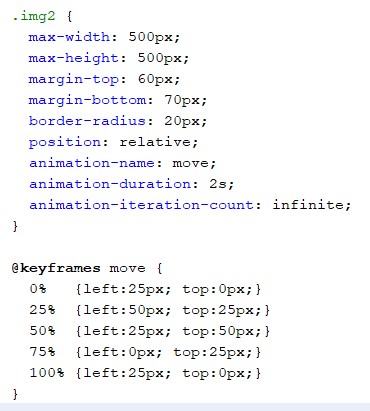 .img2 {
max-width: 500px;
max-height: 500px;
margin-top: 60px;
margin-bottom: 70px;
border-radius: 20px;
position: relative;
animation-name: move;
animation-duration: 2s;
animation-iteration-count: infinite;
}
@keyframes move {
0% {left:25px; top:0px;}
25% {left:50px; top:25px;}
50% {left:25px; top:50px;}
75% {left:0px; top:25px;}
100% {left:25px; top:0px;}
}